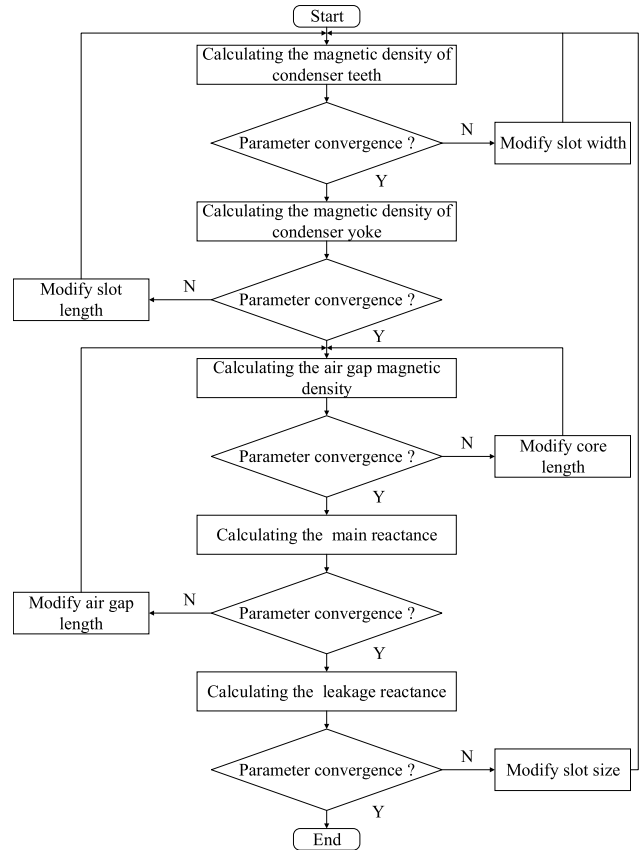 Start
Calculating the magnetic density of
condenser teeth
Parameter convergence ?
N
Modify slot width
Y
Calculating the magnetic density of
condenser yoke
Modify slot
length
N
Parameter convergence ?
Y
Calculating the air gap magnetic
density
Parameter convergence ?
N
Modify core
length
Y
Calculating the main reactance
Modify air gap
length
N
Parameter convergence ?
Y
Calculating the leakage reactance
Parameter convergence ?
N
Modify slot size
Y
End